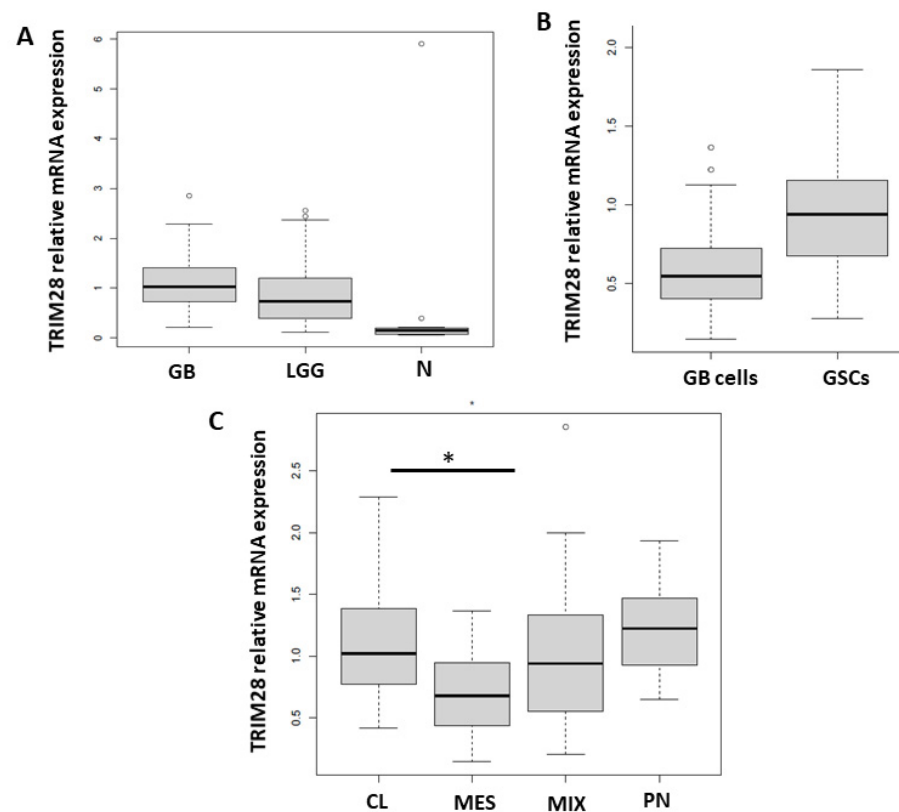 A
TRIM28 relative mRNA expression
6
5
4
3
2
1
0
GB LGG N
B
TRIM28 relative mRNA expression
2.0
1.5
1.0
0.5
GB cells GSCs
C
*
TRIM28 relative mRNA expression
*
2.5
2.0
1.5
1.0
0.5
CL MES MIX PN